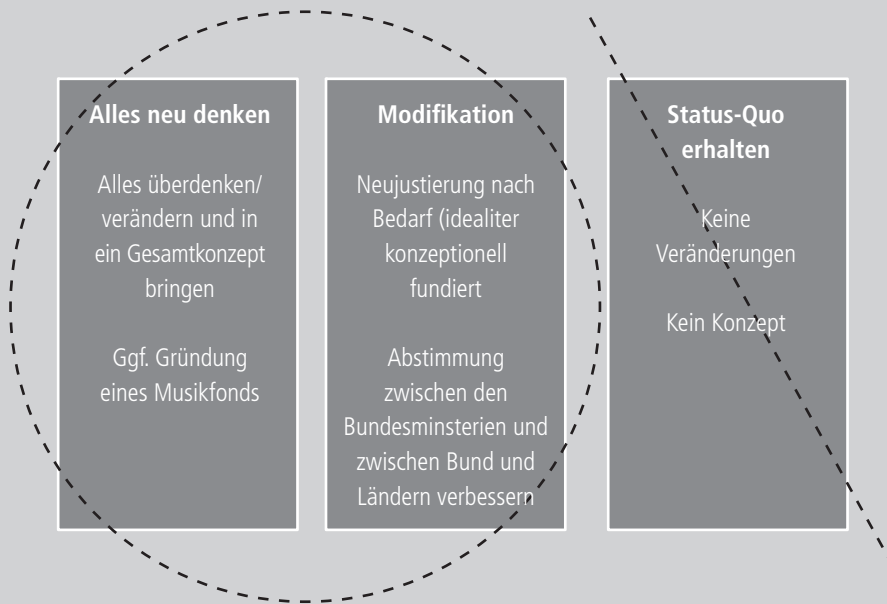 Alles neu denken
Alles überdenken/
verändern und in
ein Gesamtkonzept
bringen
Ggf. Gründung
eines Musikfonds
Modifikation
Neujustierung nach
Bedarf (idealiter
konzeptionell
fundiert
Abstimmung
zwischen den
Bundesminsterien und
zwischen Bund und
Ländern verbessern
Status-Quo
erhalten
Keine
Veränderungen
Kein Konzept